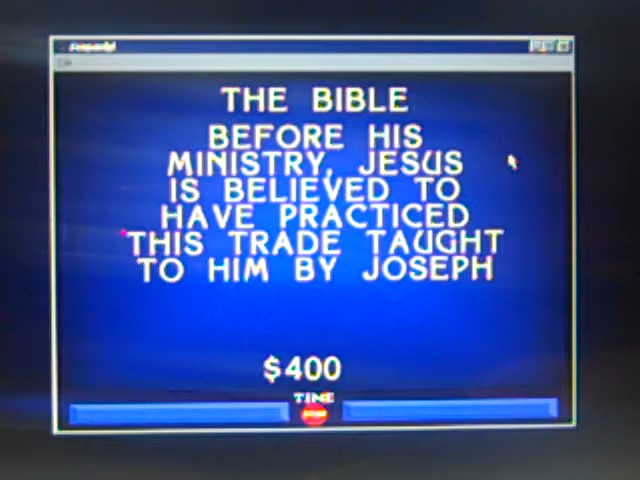 Jeopardy!
THE BIBLE
BEFORE HIS
MINISTRY, JESUS
IS BELIEVED TO
HAVE PRACTICED
THIS TRADE TAUGHT
TO HIM BY JOSEPH
$400
TIME